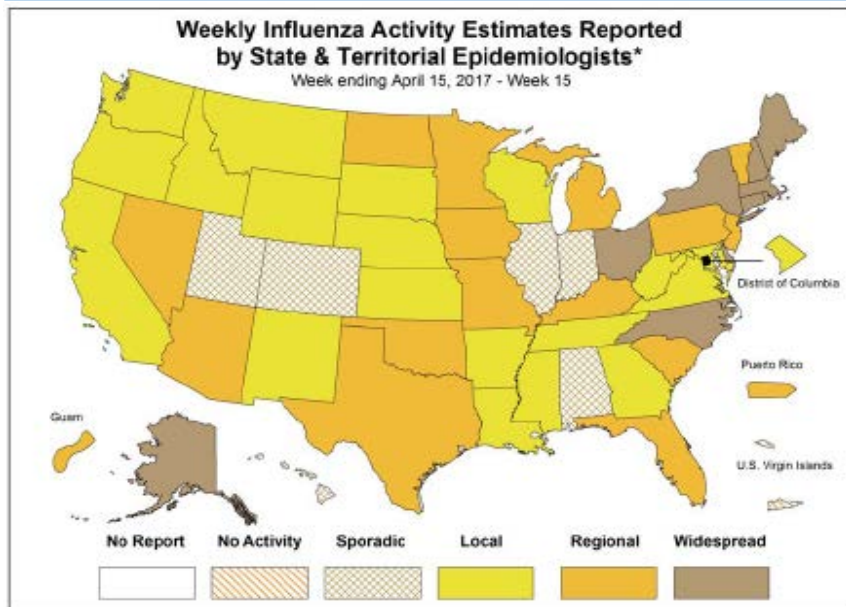 Weekly Influenza Activity Estimates Reported
by State & Territorial Epidemiologists*
Week ending April 15, 2017 - Week 15
District of Columbia
Puerto Rico
Guam
U.S. Virgin Islands
No Report
No Activity
Sporadic
Local
Regional
Widespread